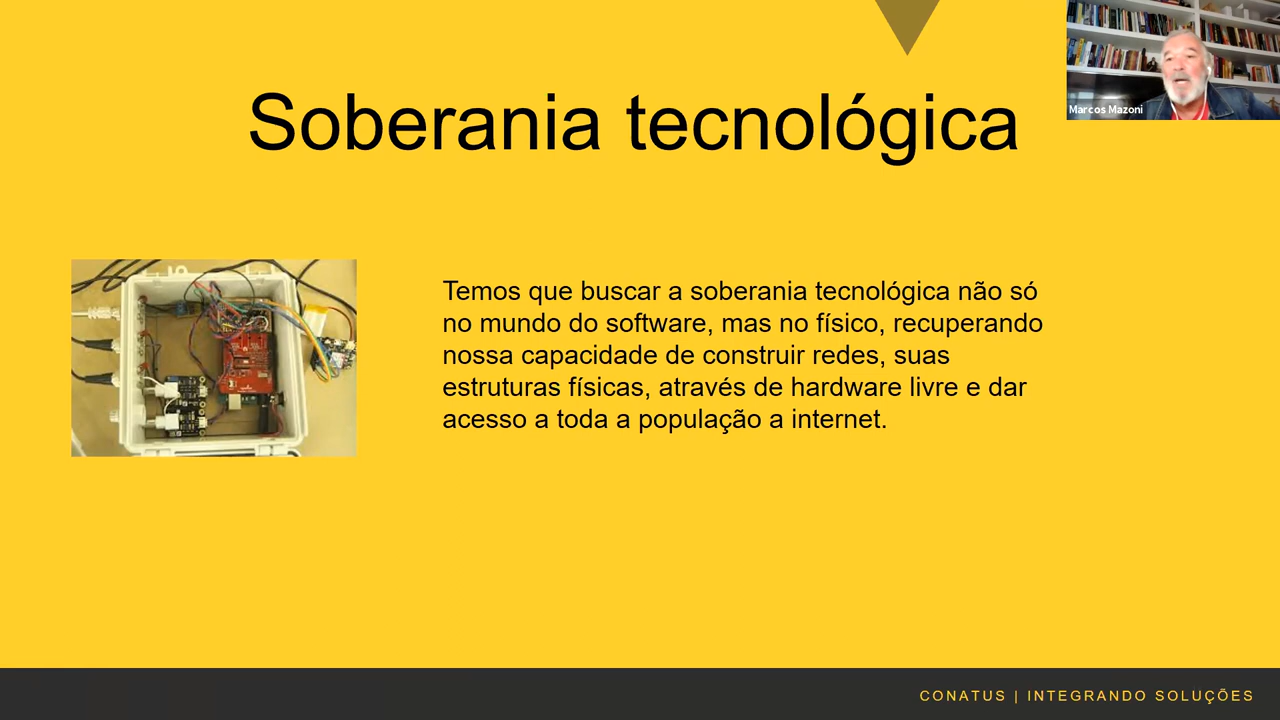 Marcos Mazoni
Soberania tecnológica
Temos que buscar a soberania tecnológica não só
no mundo do software, mas no físico, recuperando
nossa capacidade de construir redes, suas
estruturas físicas, através de hardware livre e dar
acesso a toda a população a internet.
CONATUS | INTEGRANDO SOLUÇÕES